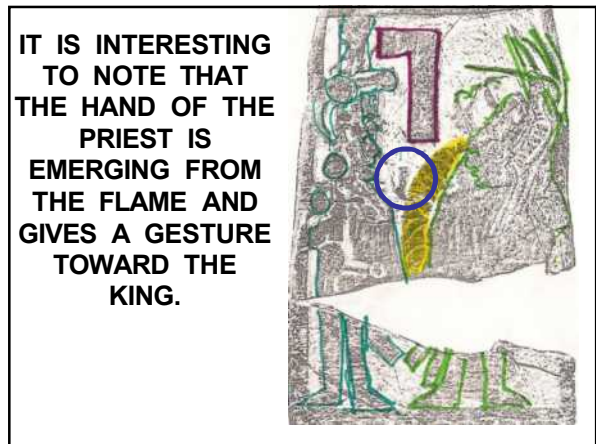 IT IS INTERESTING
TO NOTE THAT
THE HAND OF THE
PRIEST IS
EMERGING FROM
THE FLAME AND
GIVES A GESTURE
TOWARD THE
KING.